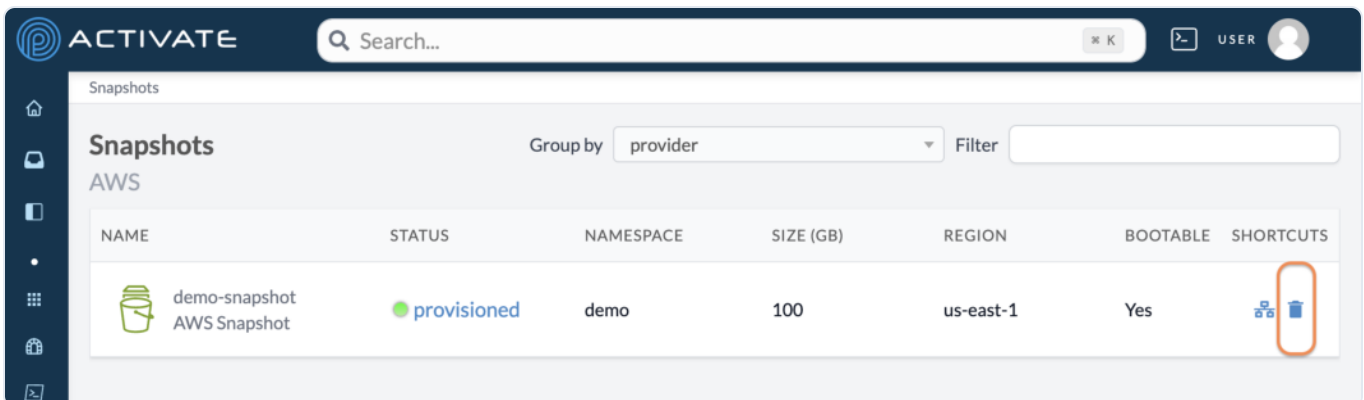 ACTIVATE
Search...
⌘ K
USER
Snapshots
Snapshots
Group by provider
Filter
AWS
NAME STATUS NAMESPACE SIZE (GB) REGION BOOTABLE SHORTCUTS
demo-snapshot
AWS Snapshot
provisioned demo 100 us-east-1 Yes